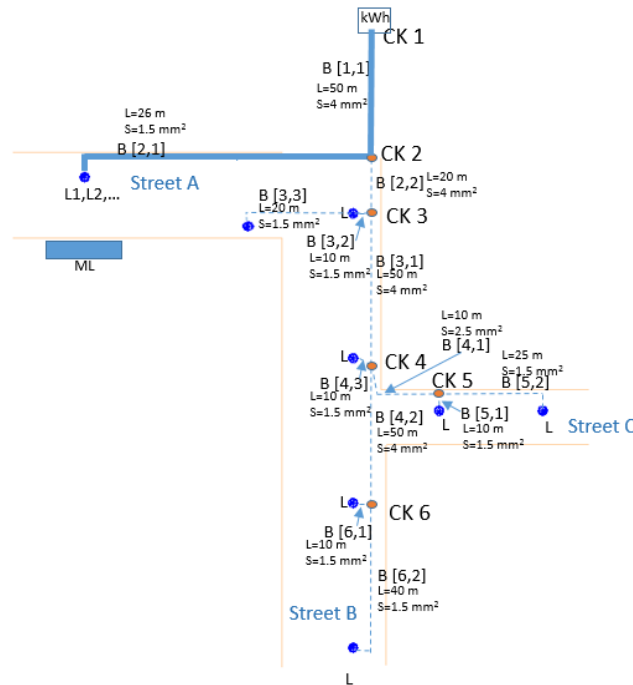 kWh
CK 1
B [1,1]
L=50 m
S=4 mm²
L=26 m
S=1.5 mm²
B [2,1]
CK 2
L1,L2,...
Street A
B [2,2]
L=20 m
S=4 mm²
B [3,3]
L=20 m
S=1.5 mm²
L
CK 3
B [3,2]
L=10 m
S=1.5 mm²
B [3,1]
L=50 m
S=4 mm²
ML
L=10 m
S=2.5 mm²
B [4,1]
L
CK 4
L=25 m
S=1.5 mm²
B [5,2]
CK 5
B [4,3]
L=10 m
S=1.5 mm²
B [4,2]
L=50 m
S=4 mm²
B [5,1]
L=10 m
S=1.5 mm²
L
L
Street C
L
CK 6
B [6,1]
L=10 m
S=1.5 mm²
B [6,2]
L=40 m
S=1.5 mm²
Street B
L